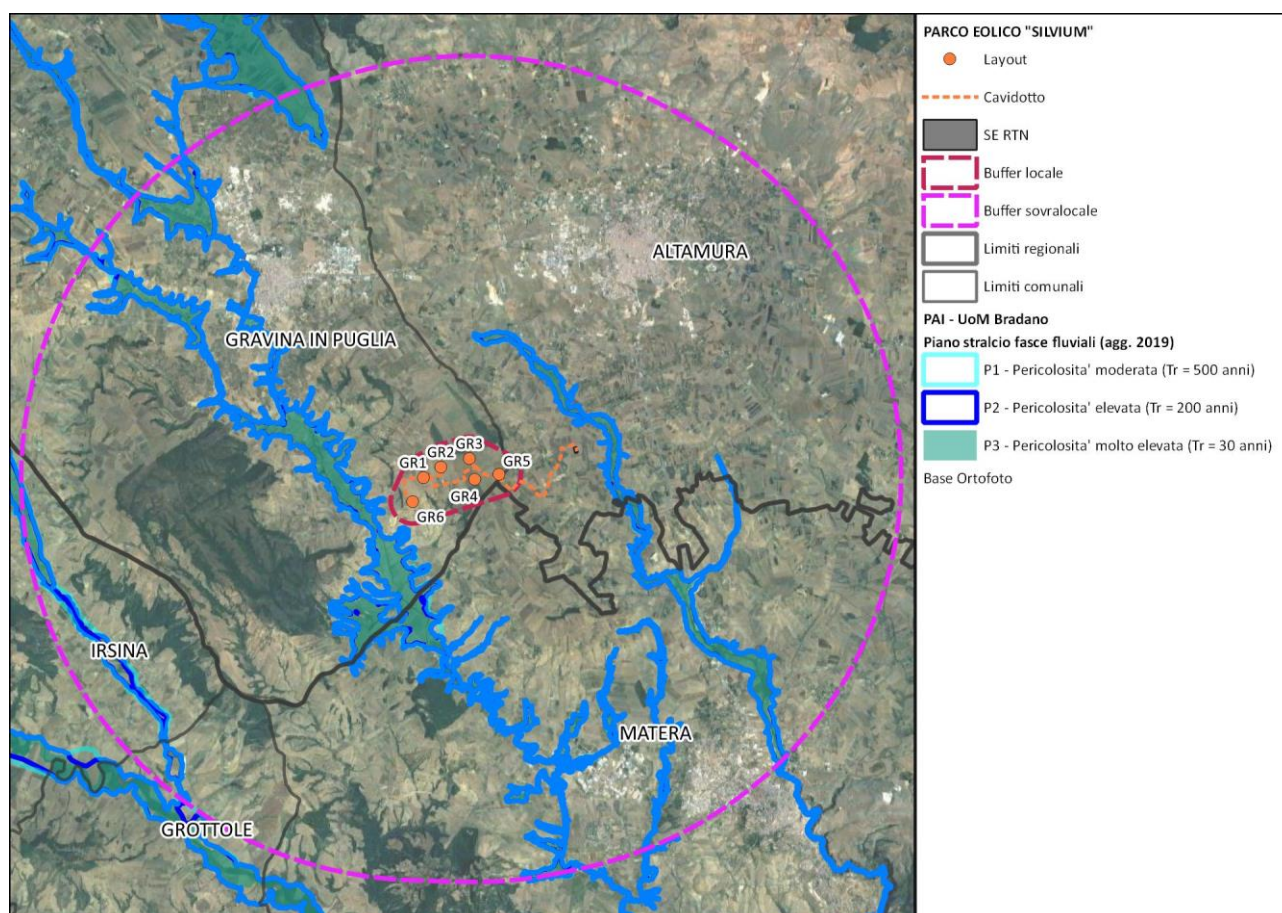 ALTAMURA
GRAVINA IN PUGLIA
GR3
GR2
GR1
GR5
GR4
GR6
IRSINA
MATERA
GROTTOLE
PARCO EOLICO "SILVIUM"
Layout
Cavidotto
SE RTN
Buffer locale
Buffer sovralocale
Limiti regionali
Limiti comunali
PAI - UoM Bradano
Piano stralcio fasce fluviali (agg. 2019)
P1 - Pericolosita' moderata (Tr = 500 anni)
P2 - Pericolosita' elevata (Tr = 200 anni)
P3 - Pericolosita' molto elevata (Tr = 30 anni)
Base Ortofoto